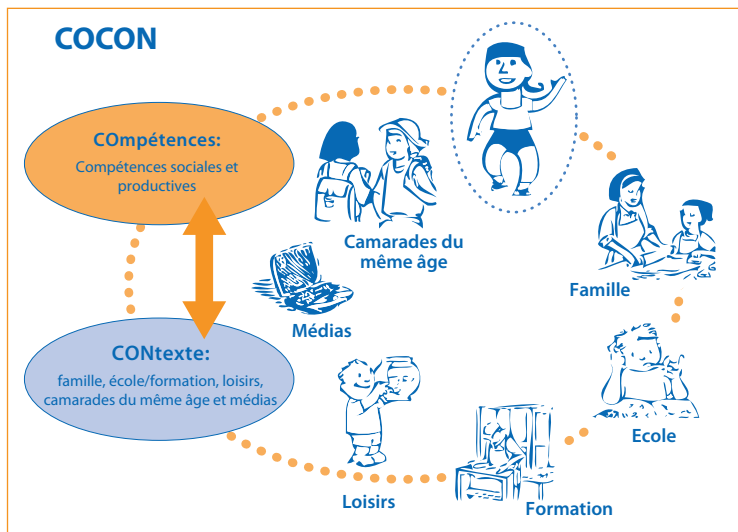 COCON
COmpétences:
Compétences sociales et
productives
CONtexte:
famille, école/formation, loisirs,
camarades du même âge et médias
Camarades du
même âge
Médias
Famille
Ecole
Loisirs
Formation